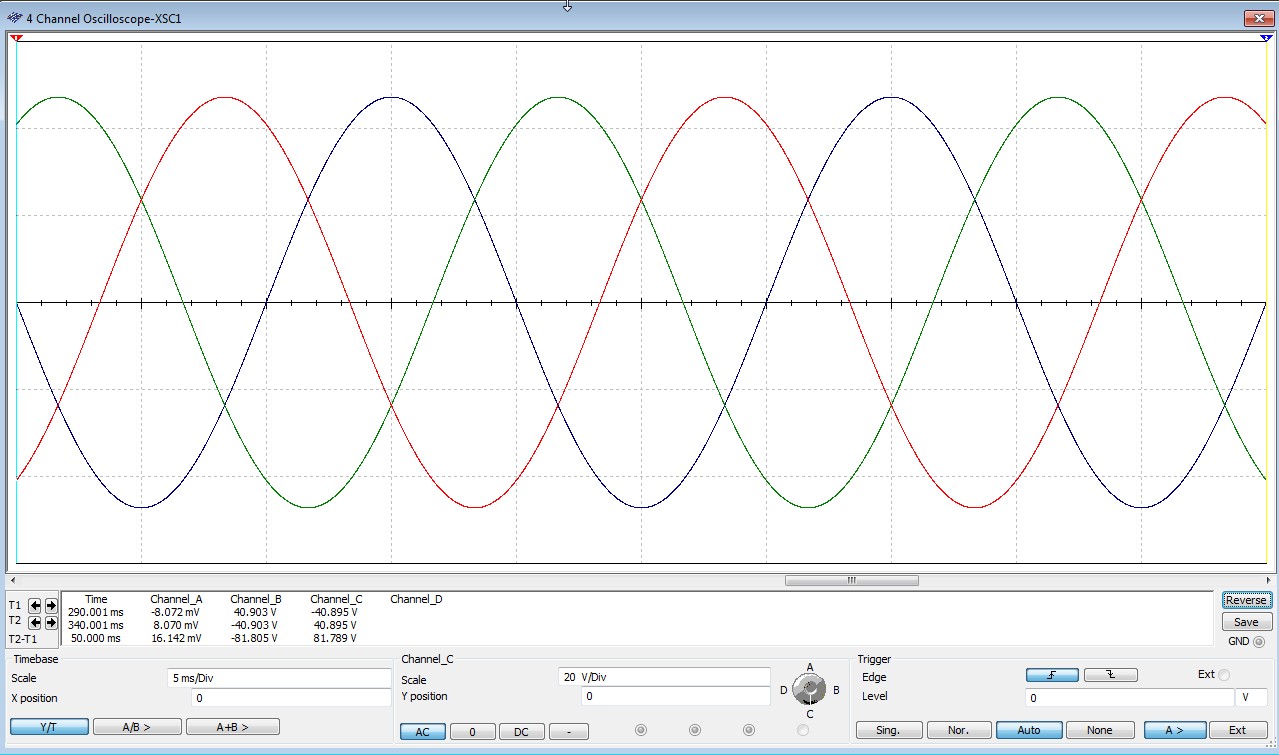 4 Channel Oscilloscope-XSC1
T1
T2
T2-T1
Time Channel_A Channel_B Channel_C Channel_D
290.001 ms -8.072 mV 40.903 V -40.895 V
340.001 ms 8.070 mV -40.903 V 40.895 V
50.000 ms 16.142 mV -81.805 V 81.789 V
Reverse
Save
GND
Timebase
Scale 5 ms/Div
X position 0
Y/T A/B > A+B >
Channel_C
Scale 20 V/Div
Y position 0
AC 0 DC -
A
D B
C
Trigger
Edge Ext
Level 0 V
Sing. Nor. Auto None A > Ext